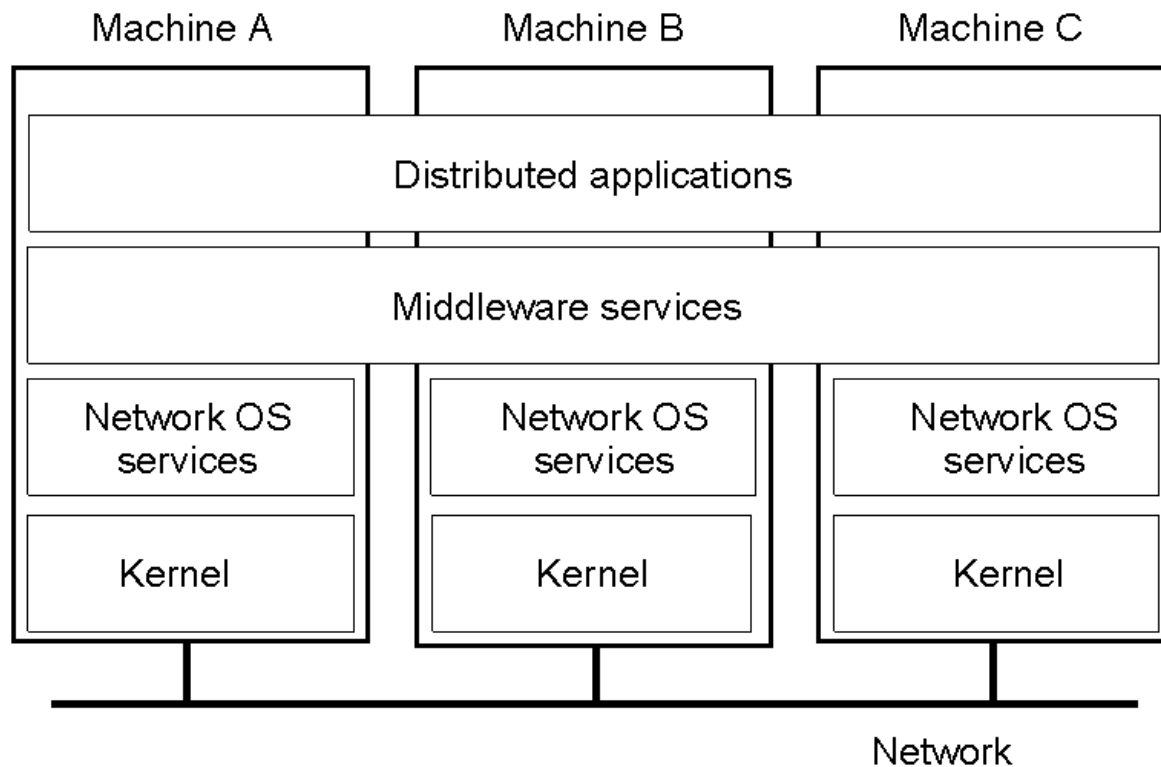 Machine A
Machine B
Machine C
Distributed applications
Middleware services
Network OS
services
Network OS
services
Network OS
services
Kernel
Kernel
Kernel
Network